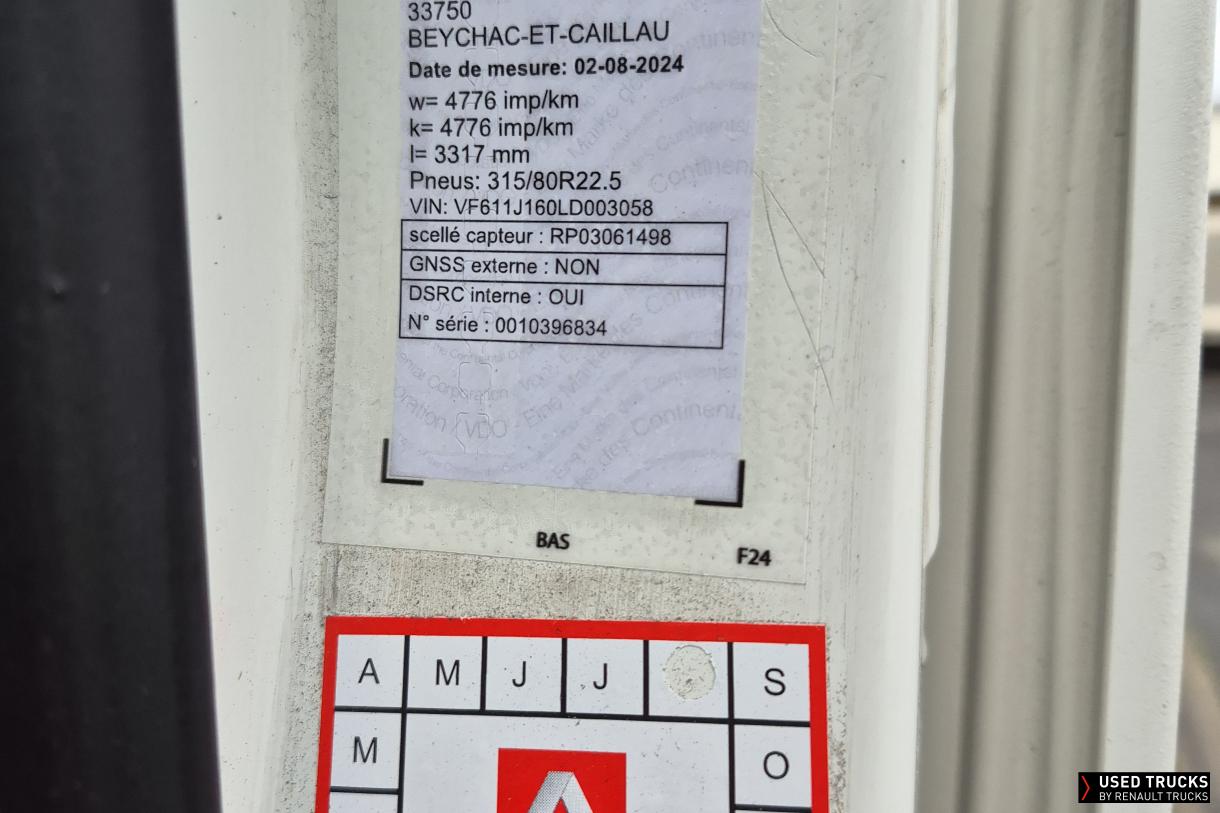 33750
BEYCHAC-ET-CAILLAU
Date de mesure: 02-08-2024
w= 4776 imp/km
k= 4776 imp/km
l= 3317 mm
Pneus: 315/80R22.5
VIN: VF611J160LD003058
scellé capteur : RP03061498
GNSS externe : NON
DSRC interne : OUI
N° série : 0010396834
BAS
F24
A M J J S
M O
USED TRUCKS
BY RENAULT TRUCKS